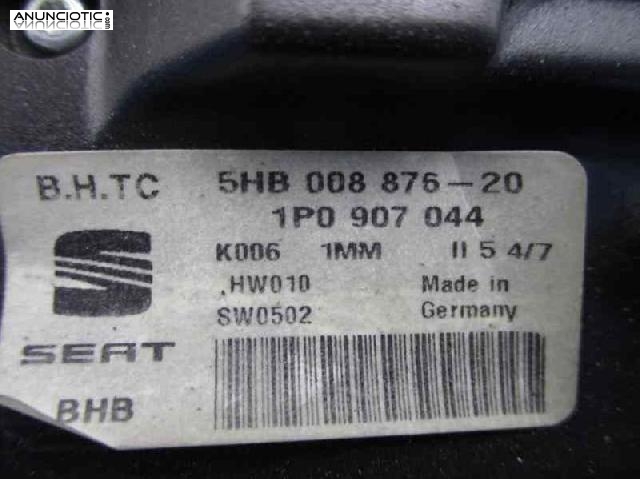 ANUNCIOTIC
.com
B.H.TC 5HB 008 876-20
1P0 907 044
K006 1MM II 5 4/7
.HW010 Made in
SW0502 Germany
SEAT
BHB